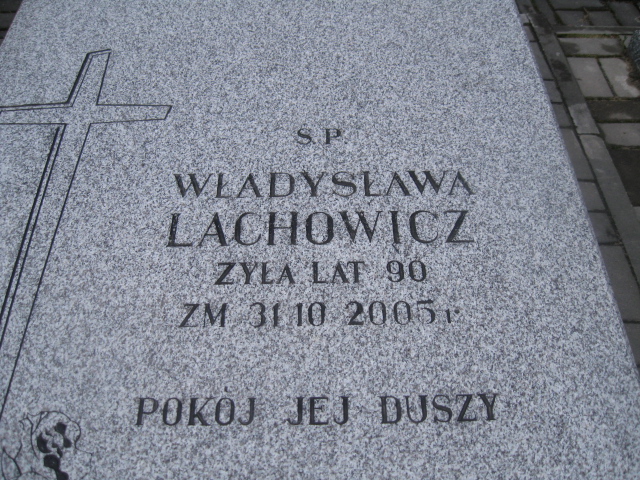 S.P.
WŁADYSŁAWA
LACHOWICZ
ŻYŁA LAT 90
ZM 31 10 2005 r.
POKÓJ JEJ DUSZY